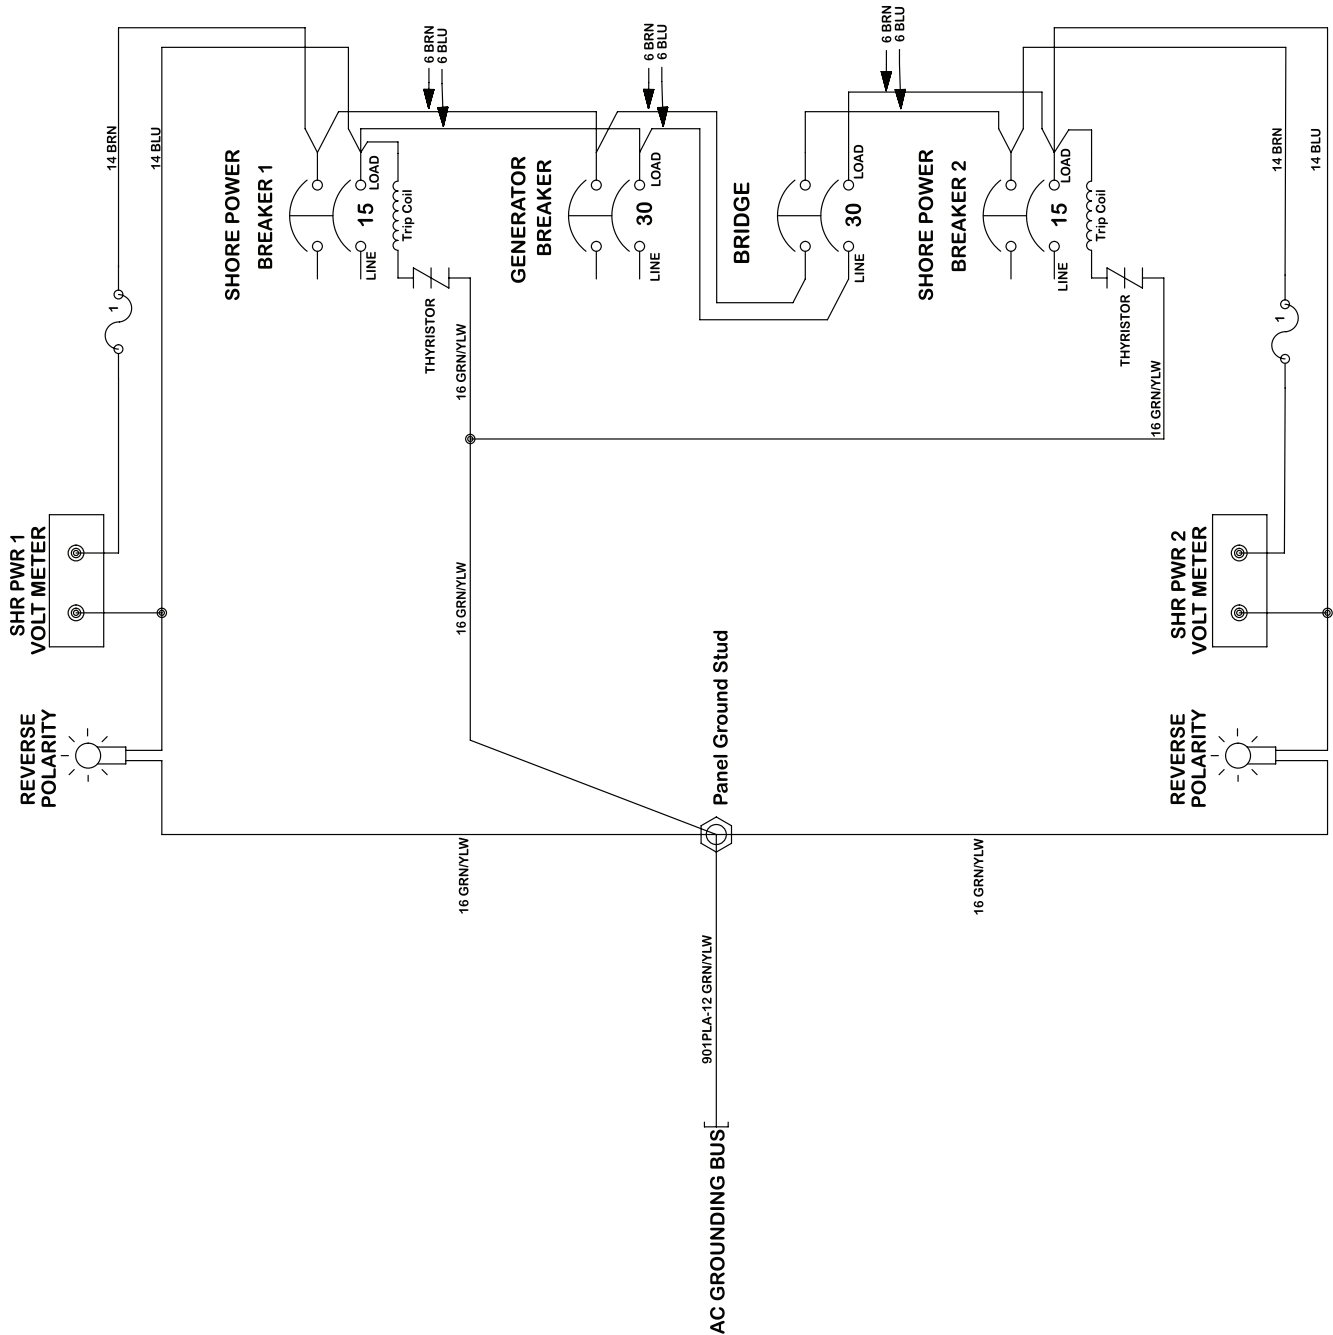 6 BRN
6 BLU
6 BRN
6 BLU
6 BRN
6 BLU
14 BRN
14 BLU
SHORE POWER
BREAKER 1
15
LOAD
LINE
Trip Coil
THYRISTOR
16 GRN/YLW
GENERATOR
BREAKER
30
LOAD
LINE
BRIDGE
30
LOAD
LINE
SHORE POWER
BREAKER 2
15
LOAD
LINE
Trip Coil
THYRISTOR
16 GRN/YLW
14 BRN
14 BLU
1
1
SHR PWR 1
VOLT METER
16 GRN/YLW
SHR PWR 2
VOLT METER
REVERSE
POLARITY
Panel Ground Stud
REVERSE
POLARITY
16 GRN/YLW
16 GRN/YLW
901PLA-12 GRN/YLW
AC GROUNDING BUS